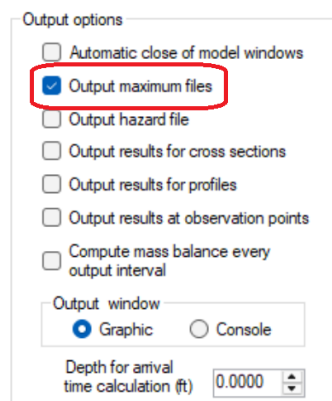 Output options
Automatic close of model windows
Output maximum files
Output hazard file
Output results for cross sections
Output results for profiles
Output results at observation points
Compute mass balance every
output interval
Output window
Graphic Console
Depth for arrival
time calculation (ft) 0.0000